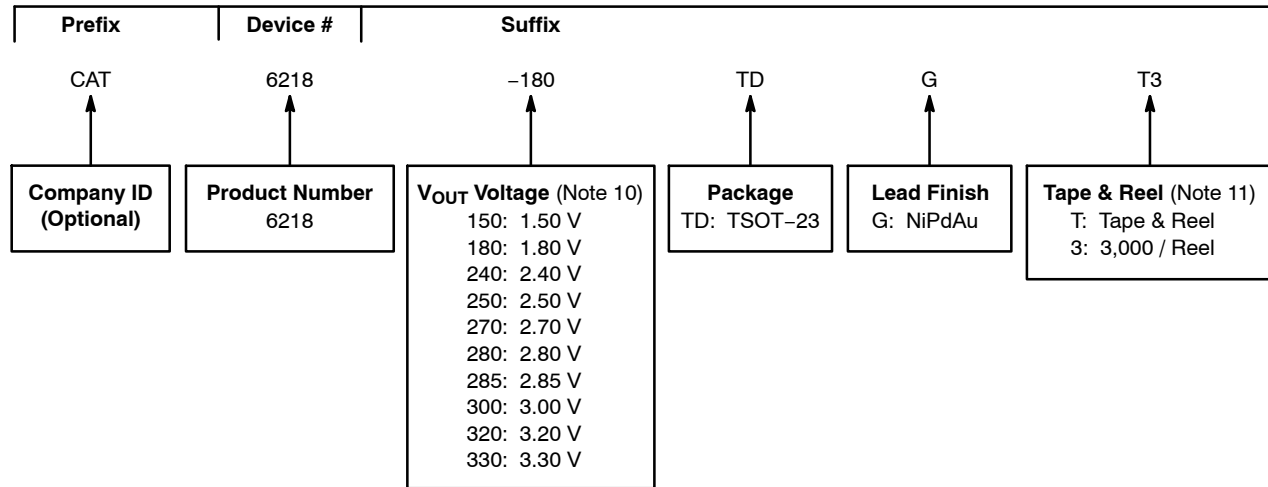 Prefix Device # Suffix
CAT 6218 −180 TD G T3
Company ID
(Optional)
Product Number
6218
VOUT Voltage (Note 10)
150: 1.50 V
180: 1.80 V
240: 2.40 V
250: 2.50 V
270: 2.70 V
280: 2.80 V
285: 2.85 V
300: 3.00 V
320: 3.20 V
330: 3.30 V
Package
TD: TSOT−23
Lead Finish
G: NiPdAu
Tape & Reel (Note 11)
T: Tape & Reel
3: 3,000 / Reel